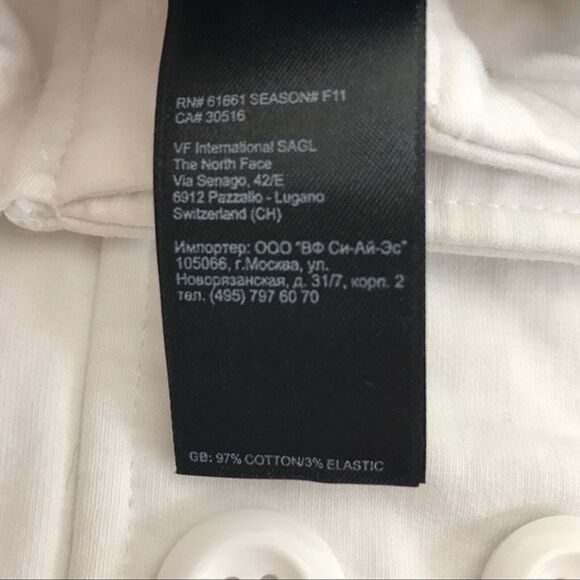 RN# 61661 SEASON# F11
CA# 30516
VF International SAGL
The North Face
Via Senago, 42/E
6912 Pazzallo - Lugano
Switzerland (CH)
Импортер: ООО "ВФ Си-Ай-Эс"
105066, г.Москва, ул.
Новорязанская, д. 31/7, корп. 2
тел. (495) 797 60 70
GB: 97% COTTON/3% ELASTIC